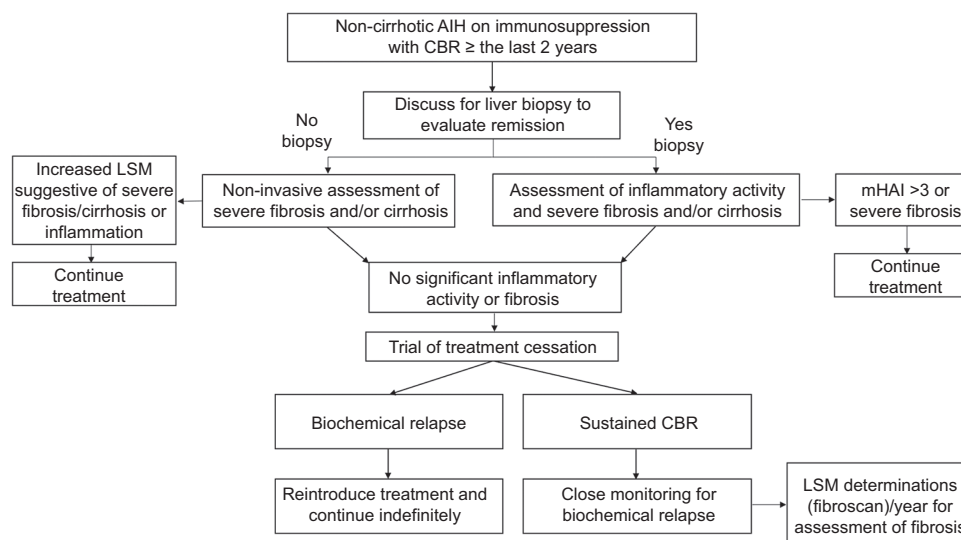 Non-cirrhotic AIH on immunosuppression
with CBR ≥ the last 2 years
Discuss for liver biopsy to
evaluate remission
No
biopsy
Yes
biopsy
Increased LSM
suggestive of severe
fibrosis/cirrhosis or
inflammation
Non-invasive assessment of
severe fibrosis and/or cirrhosis
Assessment of inflammatory activity
and severe fibrosis and/or cirrhosis
mHAI >3 or
severe fibrosis
Continue
treatment
No significant inflammatory
activity or fibrosis
Continue
treatment
Trial of treatment cessation
Biochemical relapse
Sustained CBR
Reintroduce treatment and
continue indefinitely
Close monitoring for
biochemical relapse
LSM determinations
(fibroscan)/year for
assessment of fibrosis